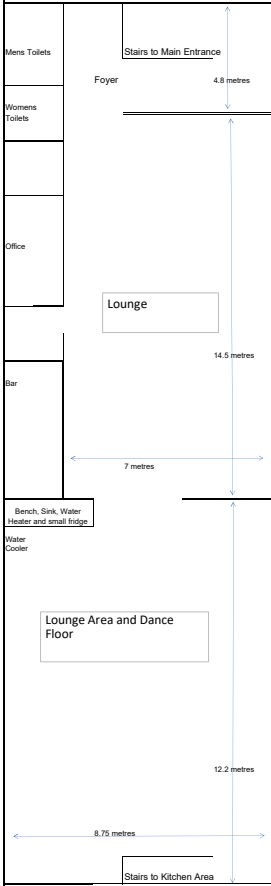 Mens Toilets
Stairs to Main Entrance
Foyer
4.8 metres
Womens
Toilets
Office
Lounge
14.5 metres
Bar
7 metres
Bench, Sink, Water
Heater and small fridge
Water
Cooler
Lounge Area and Dance
Floor
12.2 metres
8.75 metres
Stairs to Kitchen Area